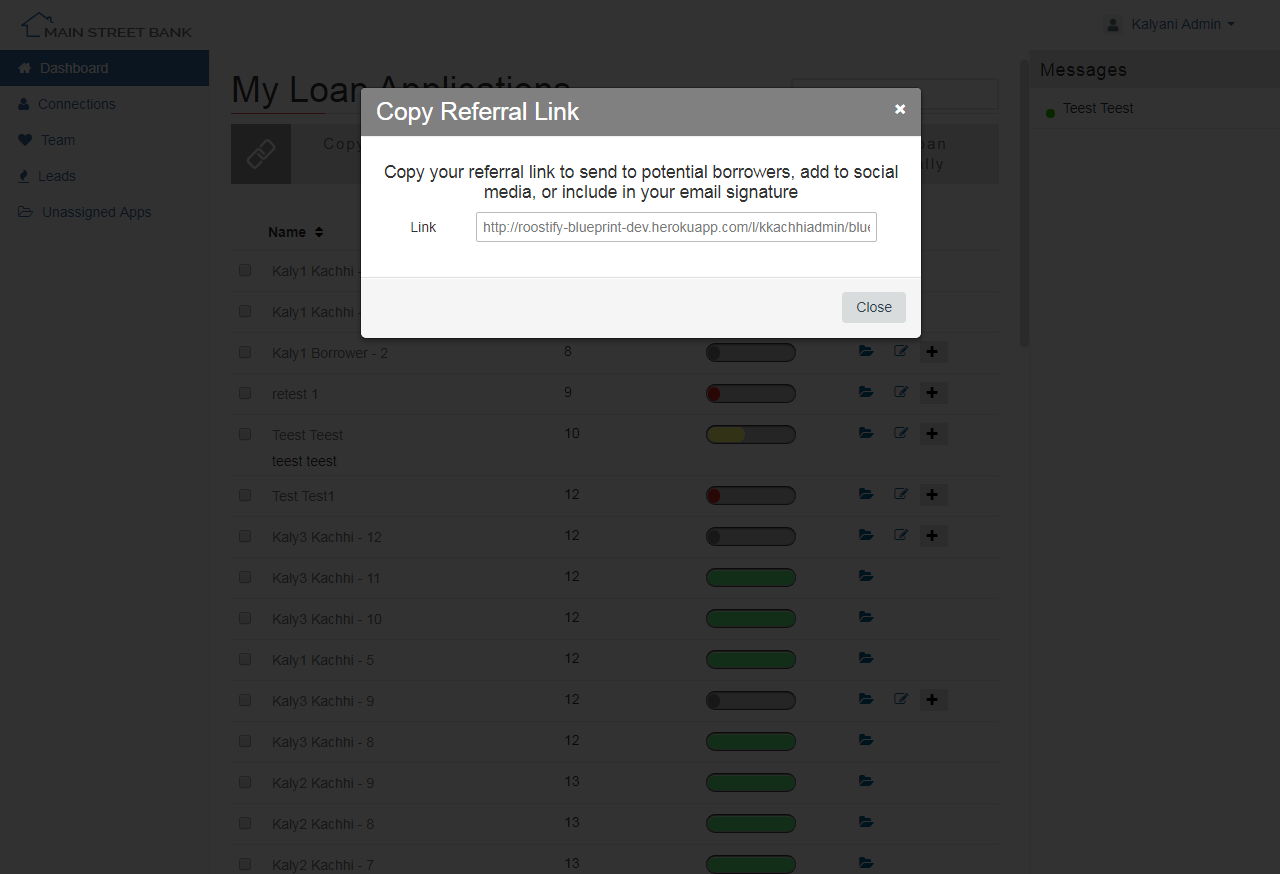 MAIN STREET BANK
Kalyani Admin
Dashboard
Connections
Team
Leads
Unassigned Apps
My Loan Applications
Messages
Teest Teest
Copy Referral Link
Copy your referral link to send to potential borrowers, add to social
media, or include in your email signature
Link http://roostify-blueprint-dev.herokuapp.com/l/kkachhiadmin/blue
Close
Name
Kaly1 Kachhi -
Kaly1 Kachhi -
Kaly1 Borrower - 2 8
retest 1 9
Teest Teest 10
teest teest
Test Test1 12
Kaly3 Kachhi - 12 12
Kaly3 Kachhi - 11 12
Kaly3 Kachhi - 10 12
Kaly1 Kachhi - 5 12
Kaly3 Kachhi - 9 12
Kaly3 Kachhi - 8 12
Kaly2 Kachhi - 9 13
Kaly2 Kachhi - 8 13
Kaly2 Kachhi - 7 13